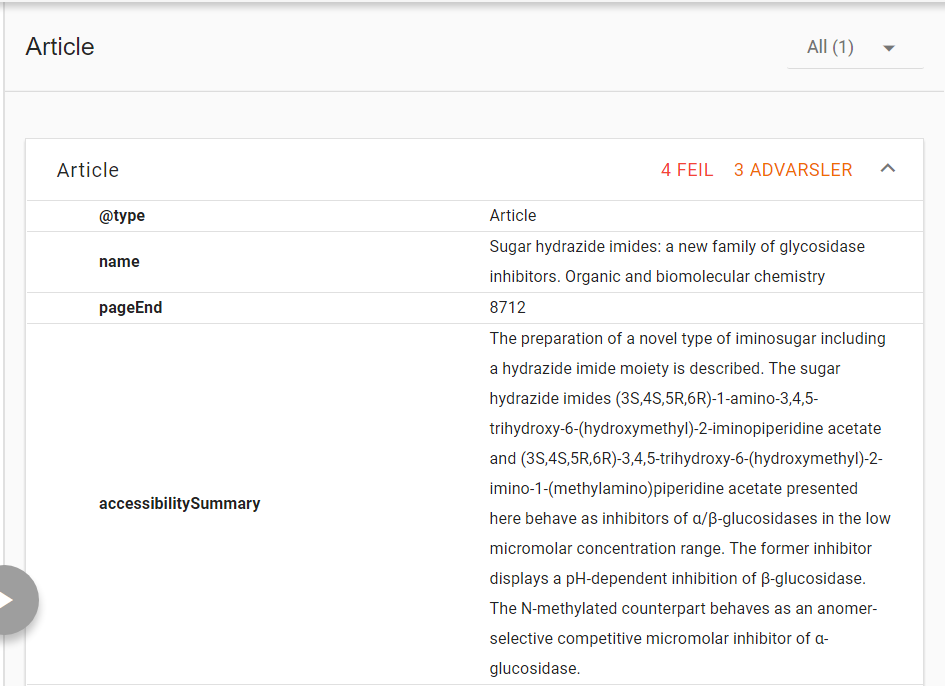 Article
All (1)
Article
4 FEIL
3 ADVARSLER
@type
Article
name
Sugar hydrazide imides: a new family of glycosidase
inhibitors. Organic and biomolecular chemistry
pageEnd
8712
accessibilitySummary
The preparation of a novel type of iminosugar including
a hydrazide imide moiety is described. The sugar
hydrazide imides (3S,4S,5R,6R)-1-amino-3,4,5-
trihydroxy-6-(hydroxymethyl)-2-iminopiperidine acetate
and (3S,4S,5R,6R)-3,4,5-trihydroxy-6-(hydroxymethyl)-2-
imino-1-(methylamino)piperidine acetate presented
here behave as inhibitors of α/β-glucosidases in the low
micromolar concentration range. The former inhibitor
displays a pH-dependent inhibition of β-glucosidase.
The N-methylated counterpart behaves as an anomer-
selective competitive micromolar inhibitor of α-
glucosidase.